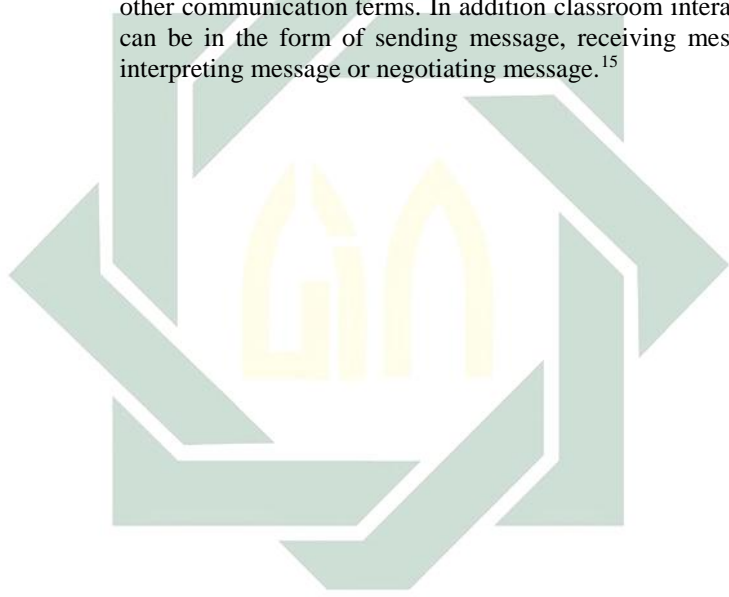 other communication terms. In addition classroom intera
can be in the form of sending message, receiving mes
interpreting message or negotiating message.15